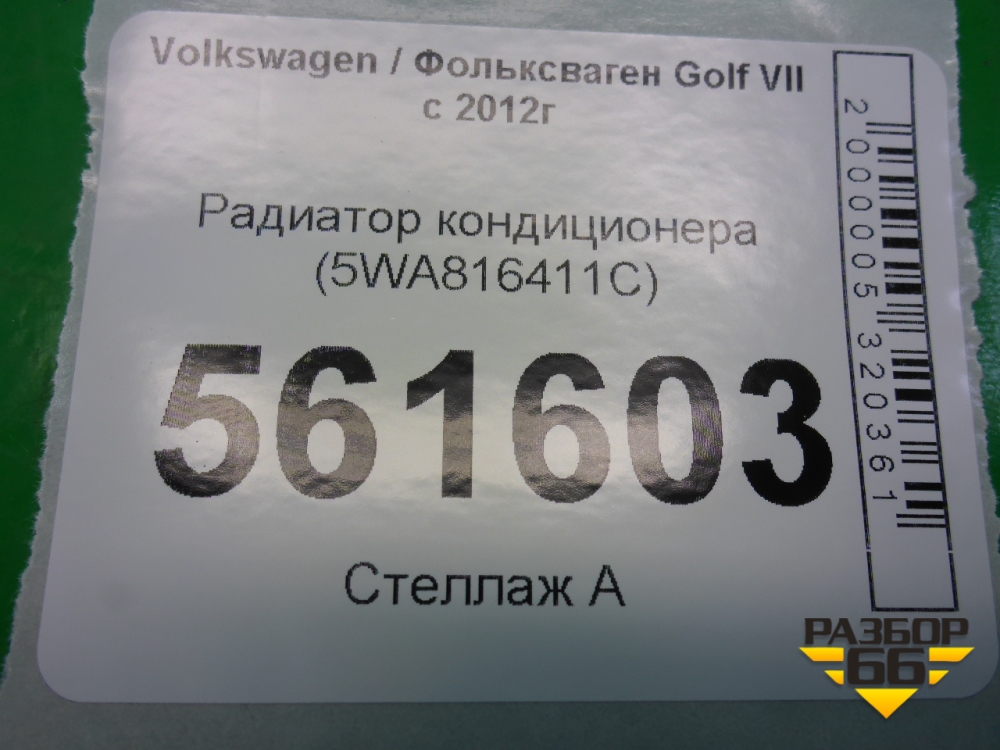 Volkswagen / Фольксваген Golf VII
с 2012г
Радиатор кондиционера
(5WA816411C)
561603
Стеллаж А
2000005320361
РАЗБОР
66